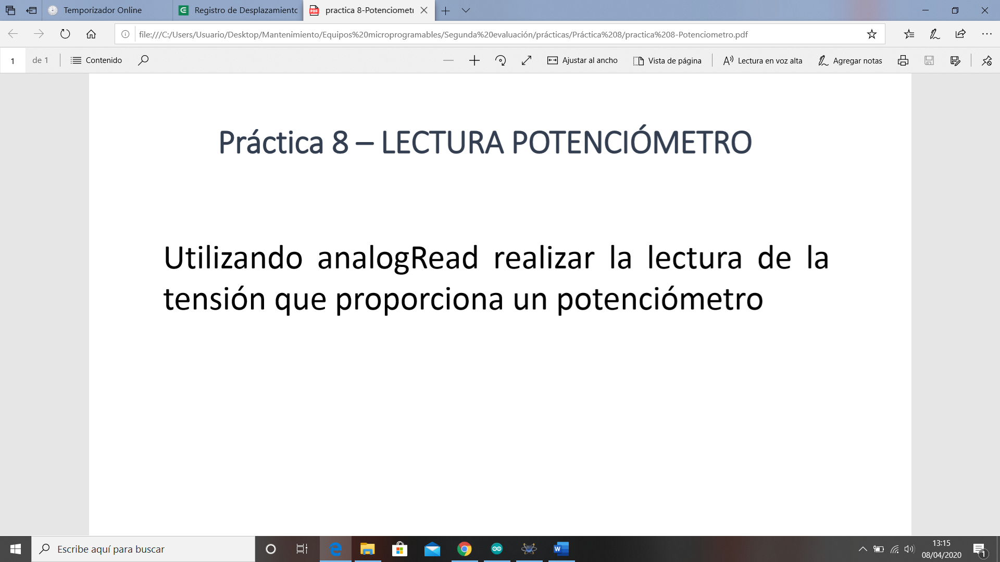 Temporizador Online
Registro de Desplazamiento
practica 8-Potenciometr
file:///C:/Users/Usuario/Desktop/Mantenimiento/Equipos%20microprogramables/Segunda%20evaluación/prácticas/Práctica%208/practica%208-Potenciometro.pdf
1 de 1 Contenido Ajustar al ancho Vista de página Lectura en voz alta Agregar notas
Práctica 8 – LECTURA POTENCIÓMETRO
Utilizando analogRead realizar la lectura de la
tensión que proporciona un potenciómetro
Escribe aquí para buscar
13:15
08/04/2020
1